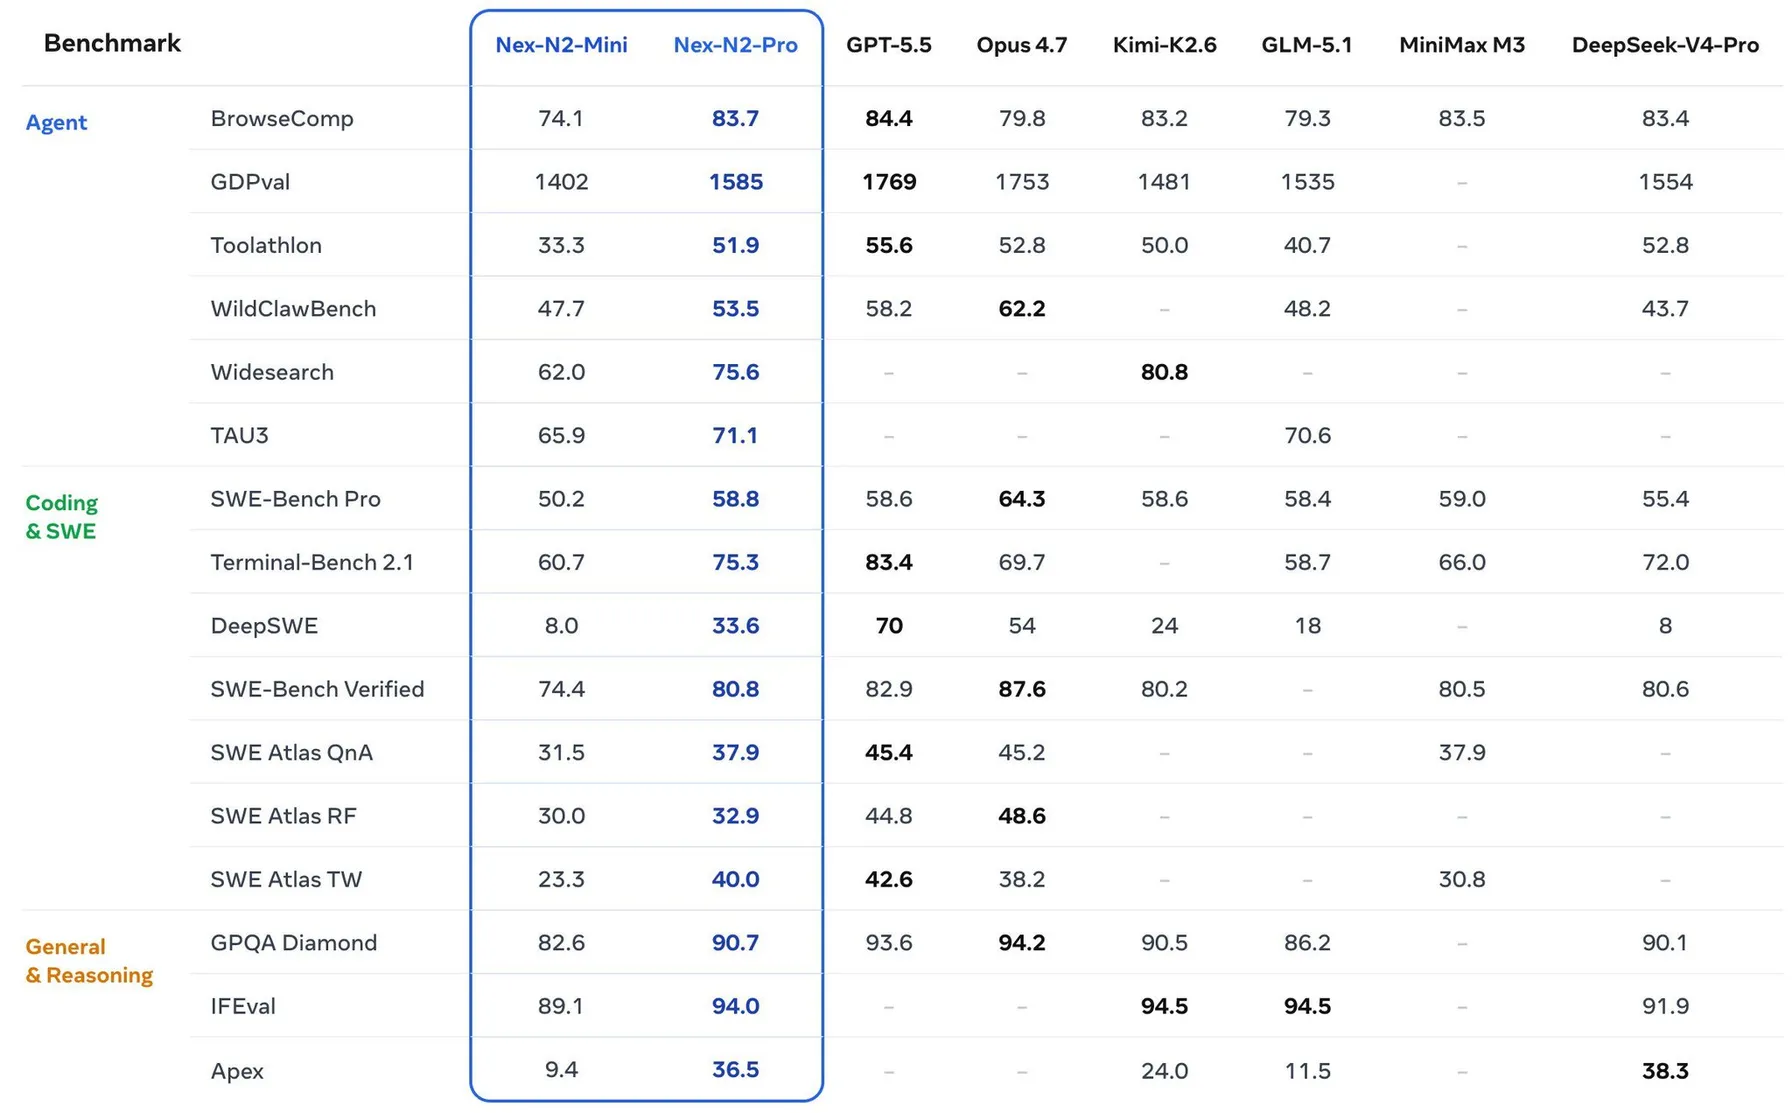 Benchmark Nex-N2-Mini Nex-N2-Pro GPT-5.5 Opus 4.7 Kimi-K2.6 GLM-5.1 MiniMax M3 DeepSeek-V4-Pro
Agent BrowseComp 74.1 83.7 84.4 79.8 83.2 79.3 83.5 83.4
GDPval 1402 1585 1769 1753 1481 1535 – 1554
Toolathlon 33.3 51.9 55.6 52.8 50.0 40.7 – 52.8
WildClawBench 47.7 53.5 58.2 62.2 – 48.2 – 43.7
Widesearch 62.0 75.6 – – 80.8 – – –
TAU3 65.9 71.1 – – – 70.6 – –
Coding
& SWE
SWE-Bench Pro 50.2 58.8 58.6 64.3 58.6 58.4 59.0 55.4
Terminal-Bench 2.1 60.7 75.3 83.4 69.7 – 58.7 66.0 72.0
DeepSWE 8.0 33.6 70 54 24 18 – 8
SWE-Bench Verified 74.4 80.8 82.9 87.6 80.2 – 80.5 80.6
SWE Atlas QnA 31.5 37.9 45.4 45.2 – – 37.9 –
SWE Atlas RF 30.0 32.9 44.8 48.6 – – – –
SWE Atlas TW 23.3 40.0 42.6 38.2 – – 30.8 –
General
& Reasoning
GPQA Diamond 82.6 90.7 93.6 94.2 90.5 86.2 – 90.1
IFEval 89.1 94.0 – – 94.5 94.5 – 91.9
Apex 9.4 36.5 – – 24.0 11.5 – 38.3